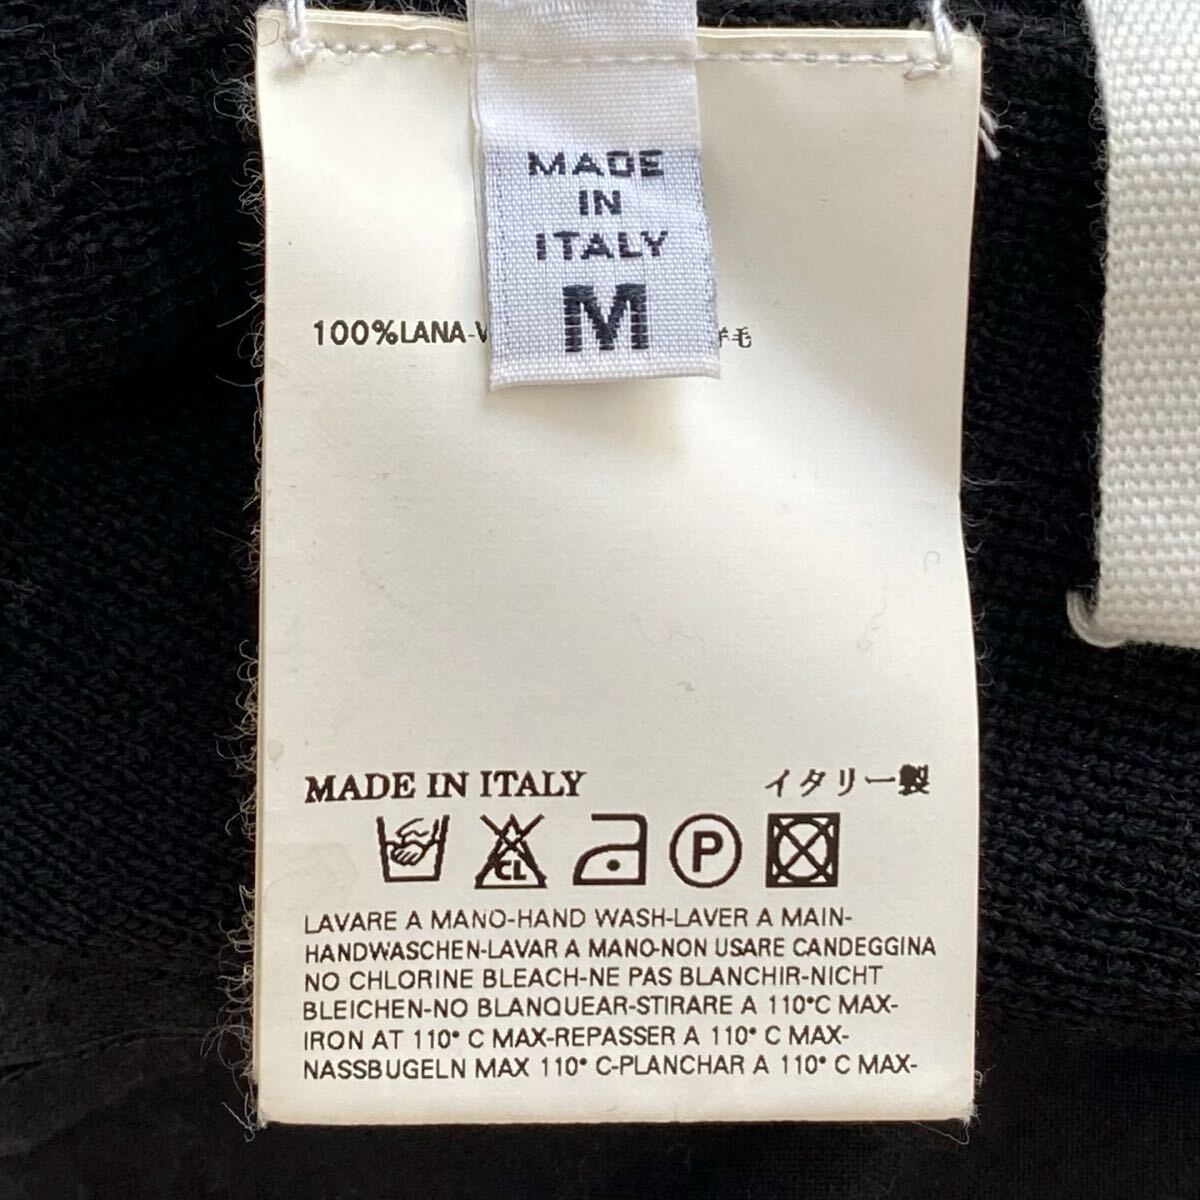 MADE
IN
ITALY
M
100%LANA-
毛
MADE IN ITALY イタリー製
CL P
LAVARE A MANO-HAND WASH-LAVER A MAIN-
HANDWASCHEN-LAVAR A MANO-NON USARE CANDEGGINA
NO CHLORINE BLEACH-NE PAS BLANCHIR-NICHT
BLEICHEN-NO BLANQUEAR-STIRARE A 110°C MAX-
IRON AT 110° C MAX-REPASSER A 110° C MAX-
NASSBUGELN MAX 110° C-PLANCHAR A 110° C MAX-